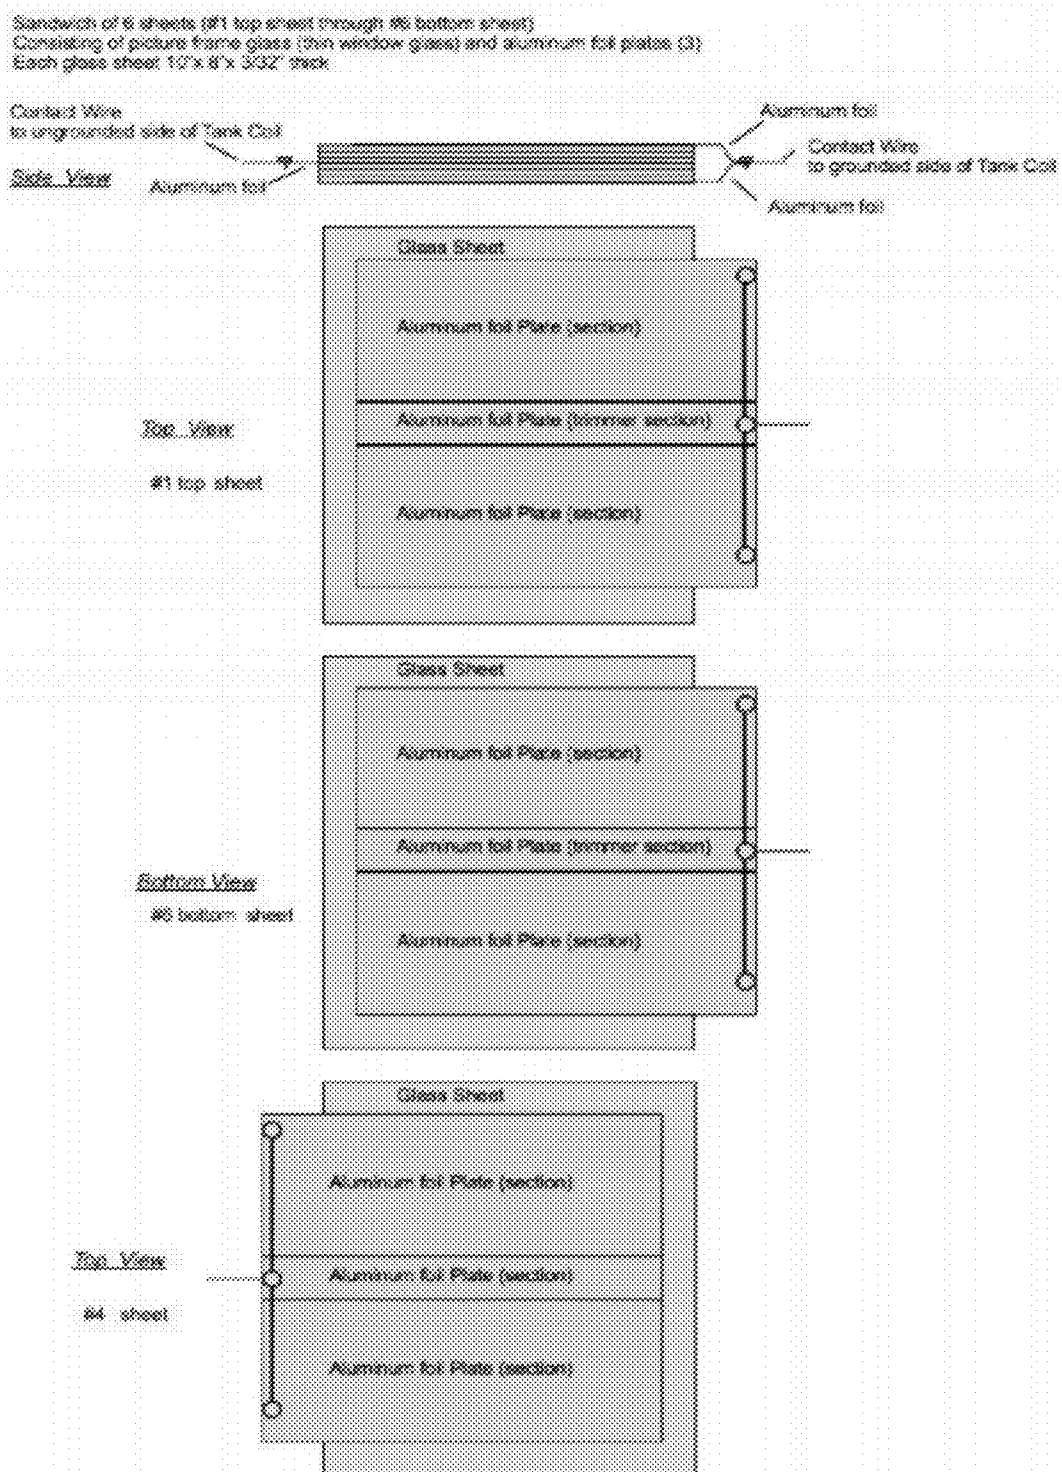 Sandwich of 6 sheets (#1 top sheet through #6 bottom sheet)
Consisting of picture frame glass (thin window glass) and aluminum foil plates (3)
Each glass sheet 10"x 8"x 3/32" thick
Contact Wire
to ungrounded side of Tank Coil
Side View
Aluminum foil
Aluminum foil
Contact Wire
to grounded side of Tank Coil
Aluminum foil
Glass Sheet
Aluminum foil Plate (section)
Aluminum foil Plate (trimmer section)
Aluminum foil Plate (section)
Top View
#1 top sheet
Glass Sheet
Aluminum foil Plate (section)
Aluminum foil Plate (trimmer section)
Aluminum foil Plate (section)
Bottom View
#6 bottom sheet
Glass Sheet
Aluminum foil Plate (section)
Aluminum foil Plate (section)
Aluminum foil Plate (section)
Top View
#4 sheet